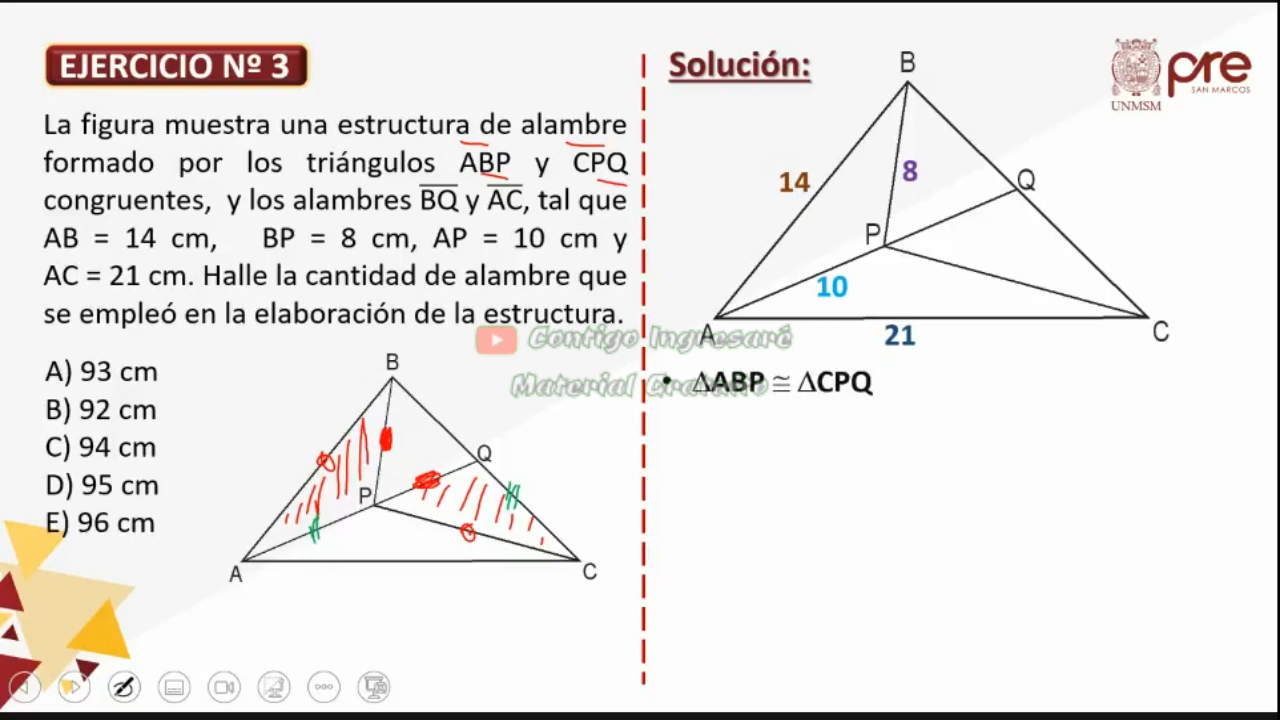 EJERCICIO Nº 3
La figura muestra una estructura de alambre
formado por los triángulos ABP y CPQ
congruentes, y los alambres BQ y AC, tal que
AB = 14 cm, BP = 8 cm, AP = 10 cm y
AC = 21 cm. Halle la cantidad de alambre que
se empleó en la elaboración de la estructura.
A) 93 cm
B) 92 cm
C) 94 cm
D) 95 cm
E) 96 cm
B
Q
P
A
C
Solución:
B
14
8
Q
P
10
A
21
C
• ∆ABP ≅ ∆CPQ
Contigo Ingresaré
Material Gratuito
UNMSM
pre
SAN MARCOS